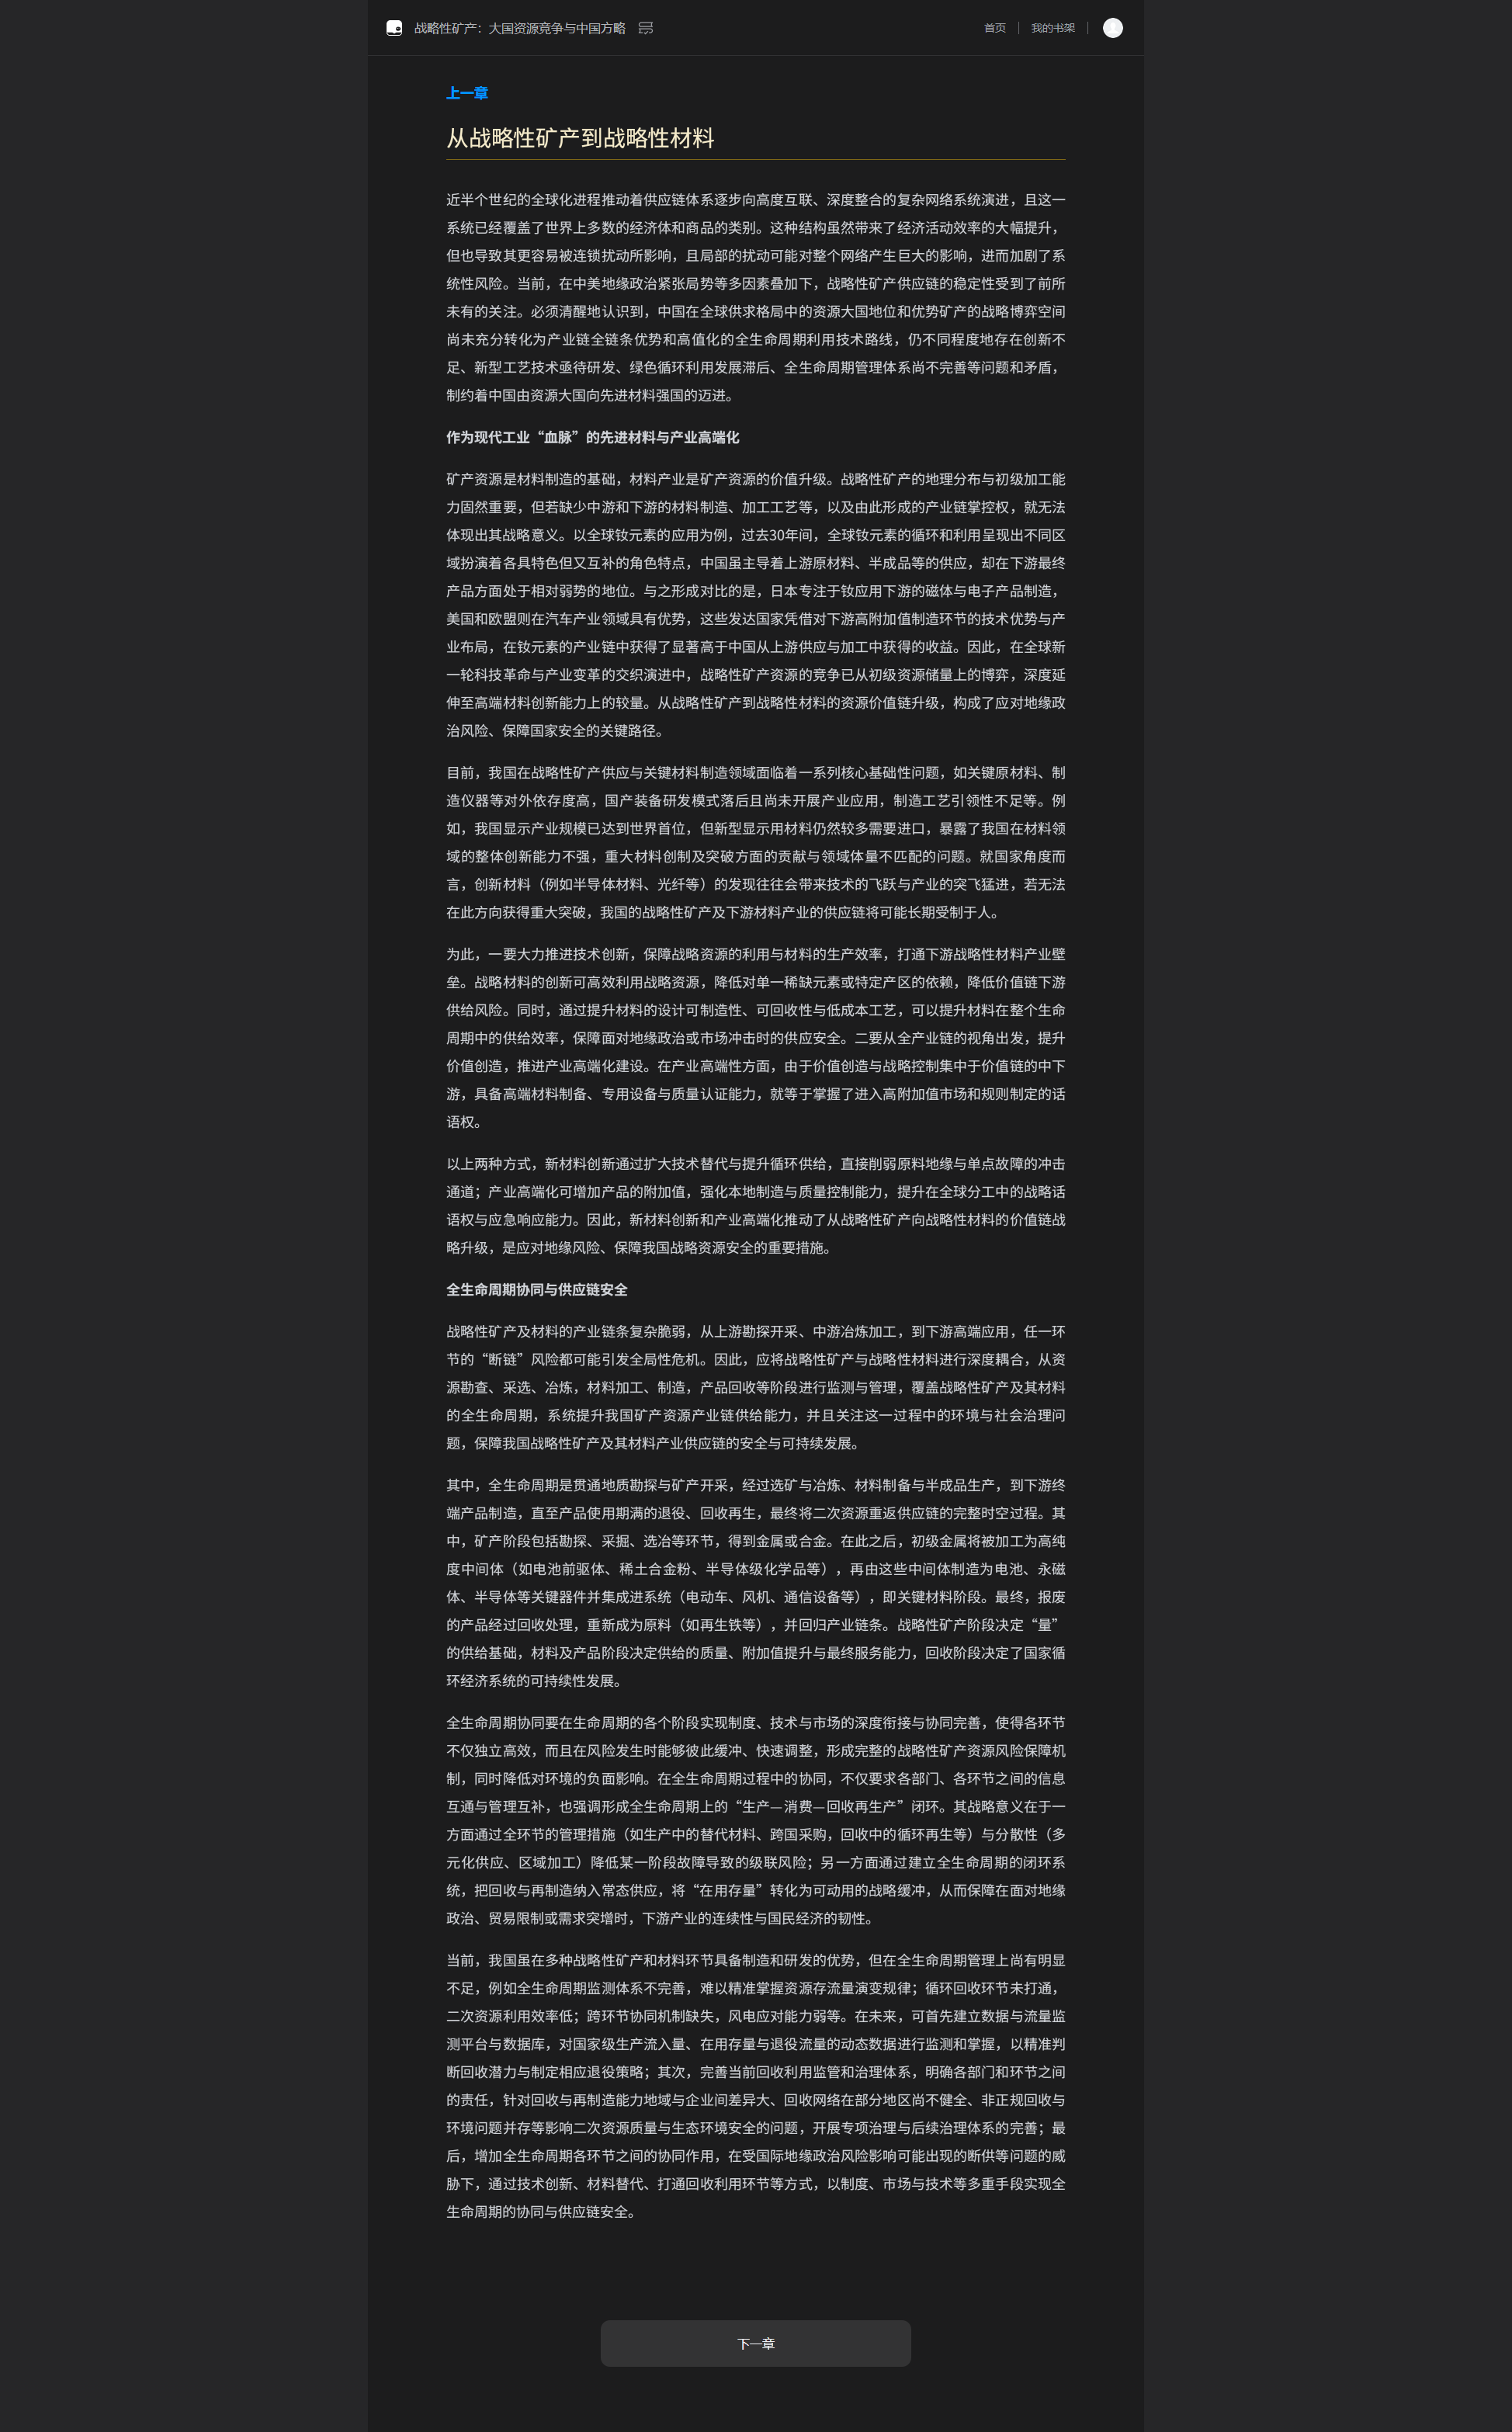 战略性矿产：大国资源竞争与中国方略
首页
我的书架
上一章
从战略性矿产到战略性材料
近半个世纪的全球化进程推动着供应链体系逐步向高度互联、深度整合的复杂网络系统演进，且这一
系统已经覆盖了世界上多数的经济体和商品的类别。这种结构虽然带来了经济活动效率的大幅提升，
但也导致其更容易被连锁扰动所影响，且局部的扰动可能对整个网络产生巨大的影响，进而加剧了系
统性风险。当前，在中美地缘政治紧张局势等多因素叠加下，战略性矿产供应链的稳定性受到了前所
未有的关注。必须清醒地认识到，中国在全球供求格局中的资源大国地位和优势矿产的战略博弈空间
尚未充分转化为产业链全链条优势和高值化的全生命周期利用技术路线，仍不同程度地存在创新不
足、新型工艺技术亟待研发、绿色循环利用发展滞后、全生命周期管理体系尚不完善等问题和矛盾，
制约着中国由资源大国向先进材料强国的迈进。
作为现代工业“血脉”的先进材料与产业高端化
矿产资源是材料制造的基础，材料产业是矿产资源的价值升级。战略性矿产的地理分布与初级加工能
力固然重要，但若缺少中游和下游的材料制造、加工工艺等，以及由此形成的产业链掌控权，就无法
体现出其战略意义。以全球钕元素的应用为例，过去30年间，全球钕元素的循环和利用呈现出不同区
域扮演着各具特色但又互补的角色特点，中国虽主导着上游原材料、半成品等的供应，却在下游最终
产品方面处于相对弱势的地位。与之形成对比的是，日本专注于钕应用下游的磁体与电子产品制造，
美国和欧盟则在汽车产业领域具有优势，这些发达国家凭借对下游高附加值制造环节的技术优势与产
业布局，在钕元素的产业链中获得了显著高于中国从上游供应与加工中获得的收益。因此，在全球新
一轮科技革命与产业变革的交织演进中，战略性矿产资源的竞争已从初级资源储量上的博弈，深度延
伸至高端材料创新能力上的较量。从战略性矿产到战略性材料的资源价值链升级，构成了应对地缘政
治风险、保障国家安全的关键路径。
目前，我国在战略性矿产供应与关键材料制造领域面临着一系列核心基础性问题，如关键原材料、制
造仪器等对外依存度高，国产装备研发模式落后且尚未开展产业应用，制造工艺引领性不足等。例
如，我国显示产业规模已达到世界首位，但新型显示用材料仍然较多需要进口，暴露了我国在材料领
域的整体创新能力不强，重大材料创制及突破方面的贡献与领域体量不匹配的问题。就国家角度而
言，创新材料（例如半导体材料、光纤等）的发现往往会带来技术的飞跃与产业的突飞猛进，若无法
在此方向获得重大突破，我国的战略性矿产及下游材料产业的供应链将可能长期受制于人。
为此，一要大力推进技术创新，保障战略资源的利用与材料的生产效率，打通下游战略性材料产业壁
垒。战略材料的创新可高效利用战略资源，降低对单一稀缺元素或特定产区的依赖，降低价值链下游
供给风险。同时，通过提升材料的设计可制造性、可回收性与低成本工艺，可以提升材料在整个生命
周期中的供给效率，保障面对地缘政治或市场冲击时的供应安全。二要从全产业链的视角出发，提升
价值创造，推进产业高端化建设。在产业高端性方面，由于价值创造与战略控制集中于价值链的中下
游，具备高端材料制备、专用设备与质量认证能力，就等于掌握了进入高附加值市场和规则制定的话
语权。
以上两种方式，新材料创新通过扩大技术替代与提升循环供给，直接削弱原料地缘与单点故障的冲击
通道；产业高端化可增加产品的附加值，强化本地制造与质量控制能力，提升在全球分工中的战略话
语权与应急响应能力。因此，新材料创新和产业高端化推动了从战略性矿产向战略性材料的价值链战
略升级，是应对地缘风险、保障我国战略资源安全的重要措施。
全生命周期协同与供应链安全
战略性矿产及材料的产业链条复杂脆弱，从上游勘探开采、中游冶炼加工，到下游高端应用，任一环
节的“断链”风险都可能引发全局性危机。因此，应将战略性矿产与战略性材料进行深度耦合，从资
源勘查、采选、冶炼，材料加工、制造，产品回收等阶段进行监测与管理，覆盖战略性矿产及其材料
的全生命周期，系统提升我国矿产资源产业链供给能力，并且关注这一过程中的环境与社会治理问
题，保障我国战略性矿产及其材料产业供应链的安全与可持续发展。
其中，全生命周期是贯通地质勘探与矿产开采，经过选矿与冶炼、材料制备与半成品生产，到下游终
端产品制造，直至产品使用期满的退役、回收再生，最终将二次资源重返供应链的完整时空过程。其
中，矿产阶段包括勘探、采掘、选冶等环节，得到金属或合金。在此之后，初级金属将被加工为高纯
度中间体（如电池前驱体、稀土合金粉、半导体级化学品等），再由这些中间体制造为电池、永磁
体、半导体等关键器件并集成进系统（电动车、风机、通信设备等），即关键材料阶段。最终，报废
的产品经过回收处理，重新成为原料（如再生铁等），并回归产业链条。战略性矿产阶段决定“量”
的供给基础，材料及产品阶段决定供给的质量、附加值提升与最终服务能力，回收阶段决定了国家循
环经济系统的可持续性发展。
全生命周期协同要在生命周期的各个阶段实现制度、技术与市场的深度衔接与协同完善，使得各环节
不仅独立高效，而且在风险发生时能够彼此缓冲、快速调整，形成完整的战略性矿产资源风险保障机
制，同时降低对环境的负面影响。在全生命周期过程中的协同，不仅要求各部门、各环节之间的信息
互通与管理互补，也强调形成全生命周期上的“生产—消费—回收再生产”闭环。其战略意义在于一
方面通过全环节的管理措施（如生产中的替代材料、跨国采购，回收中的循环再生等）与分散性（多
元化供应、区域加工）降低某一阶段故障导致的级联风险；另一方面通过建立全生命周期的闭环系
统，把回收与再制造纳入常态供应，将“在用存量”转化为可动用的战略缓冲，从而保障在面对地缘
政治、贸易限制或需求突增时，下游产业的连续性与国民经济的韧性。
当前，我国虽在多种战略性矿产和材料环节具备制造和研发的优势，但在全生命周期管理上尚有明显
不足，例如全生命周期监测体系不完善，难以精准掌握资源存流量演变规律；循环回收环节未打通，
二次资源利用效率低；跨环节协同机制缺失，风电应对能力弱等。在未来，可首先建立数据与流量监
测平台与数据库，对国家级生产流入量、在用存量与退役流量的动态数据进行监测和掌握，以精准判
断回收潜力与制定相应退役策略；其次，完善当前回收利用监管和治理体系，明确各部门和环节之间
的责任，针对回收与再制造能力地域与企业间差异大、回收网络在部分地区尚不健全、非正规回收与
环境问题并存等影响二次资源质量与生态环境安全的问题，开展专项治理与后续治理体系的完善；最
后，增加全生命周期各环节之间的协同作用，在受国际地缘政治风险影响可能出现的断供等问题的威
胁下，通过技术创新、材料替代、打通回收利用环节等方式，以制度、市场与技术等多重手段实现全
生命周期的协同与供应链安全。
下一章